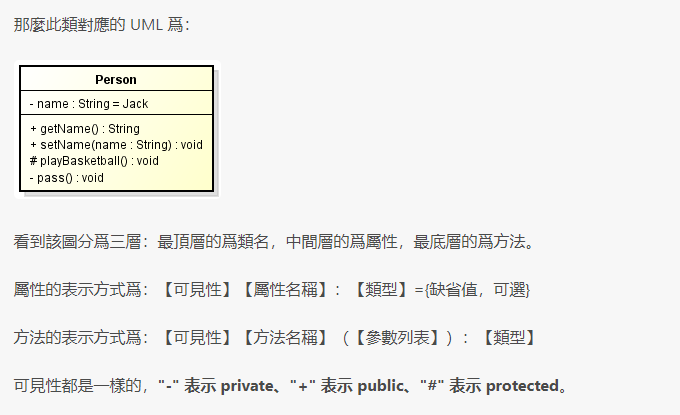 那麼此類對應的 UML 爲：
Person
- name : String = Jack
+ getName() : String
+ setName(name : String) : void
# playBasketball() : void
- pass() : void
看到該圖分爲三層：最頂層的爲類名，中間層的爲屬性，最底層的爲方法。
屬性的表示方式爲：【可見性】【屬性名稱】：【類型】={缺省值，可選}
方法的表示方式爲：【可見性】【方法名稱】（【參數列表】）：【類型】
可見性都是一樣的，"-" 表示 private、"+" 表示 public、"#" 表示 protected。